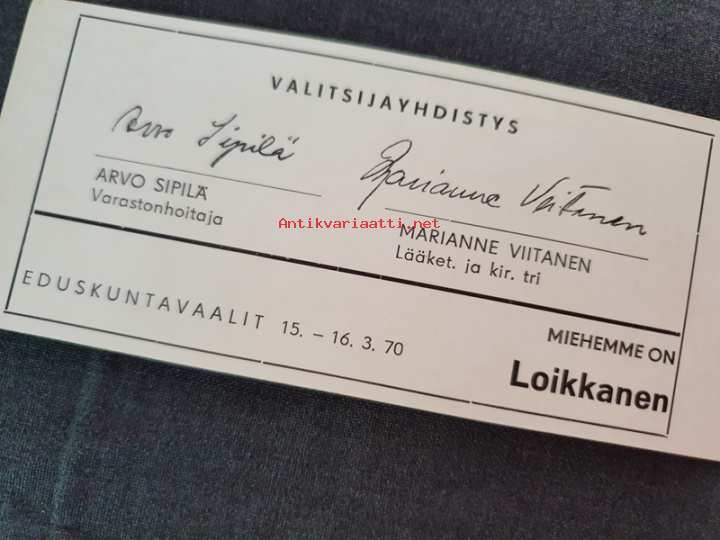 VALITSIJAYHDISTYS
Arvo Sipilä
Marianne Viitanen
ARVO SIPILÄ
Varastonhoitaja
Antikvariaatti.net
MARIANNE VIITANEN
Lääket. ja kir. tri
EDUSKUNTAVAALIT 15. – 16. 3. 70
MIEHEMME ON
Loikkanen